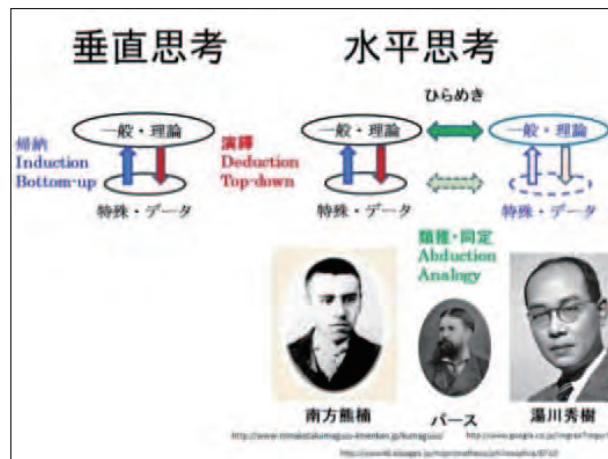 垂直思考
水平思考
ひらめき
一般・理論
一般・理論
一般・理論
帰納
Induction
Bottom-up
演繹
Deduction
Top-down
特殊・データ
特殊・データ
特殊・データ
類推・同定
Abduction
Analogy
南方熊楠
パース
湯川秀樹